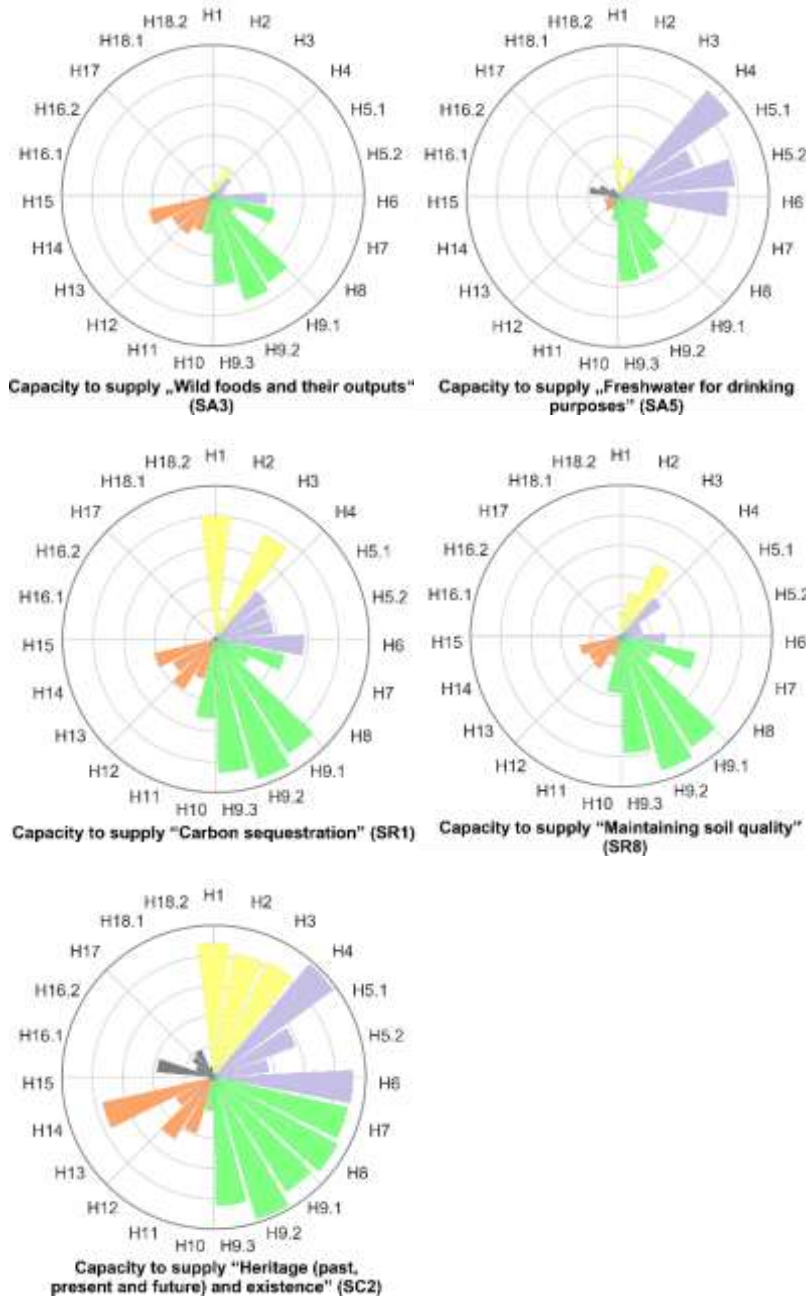 H1
H2
H3
H4
H5.1
H5.2
H6
H7
H8
H9.1
H9.2
H9.3
H10
H11
H12
H13
H14
H15
H16.1
H16.2
H17
H18.1
H18.2
Capacity to supply „Wild foods and their outputs“
(SA3)
H1
H2
H3
H4
H5.1
H5.2
H6
H7
H8
H9.1
H9.2
H9.3
H10
H11
H12
H13
H14
H15
H16.1
H16.2
H17
H18.1
H18.2
Capacity to supply „Freshwater for drinking
purposes” (SA5)
H1
H2
H3
H4
H5.1
H5.2
H6
H7
H8
H9.1
H9.2
H9.3
H10
H11
H12
H13
H14
H15
H16.1
H16.2
H17
H18.1
H18.2
Capacity to supply “Carbon sequestration” (SR1)
H1
H2
H3
H4
H5.1
H5.2
H6
H7
H8
H9.1
H9.2
H9.3
H10
H11
H12
H13
H14
H15
H16.1
H16.2
H17
H18.1
H18.2
Capacity to supply “Maintaining soil quality”
(SR8)
H1
H2
H3
H4
H5.1
H5.2
H6
H7
H8
H9.1
H9.2
H9.3
H10
H11
H12
H13
H14
H15
H16.1
H16.2
H17
H18.1
H18.2
Capacity to supply “Heritage (past,
present and future) and existence” (SC2)